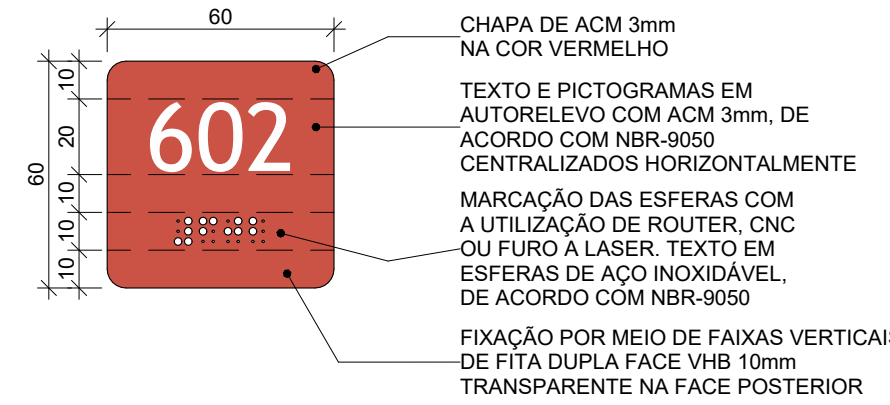 60
CHAPA DE ACM 3mm
NA COR VERMELHO
10
TEXTO E PICTOGRAMAS EM
AUTORELEVO COM ACM 3mm, DE
ACORDO COM NBR-9050
CENTRALIZADOS HORIZONTALMENTE
602
20
60
10
MARCAÇÃO DAS ESFERAS COM
A UTILIZAÇÃO DE ROUTER, CNC
OU FURO A LASER. TEXTO EM
ESFERAS DE AÇO INOXIDÁVEL,
DE ACORDO COM NBR-9050
10
10
FIXAÇÃO POR MEIO DE FAIXAS VERTICAIS
DE FITA DUPLA FACE VHB 10mm
TRANSPARENTE NA FACE POSTERIOR